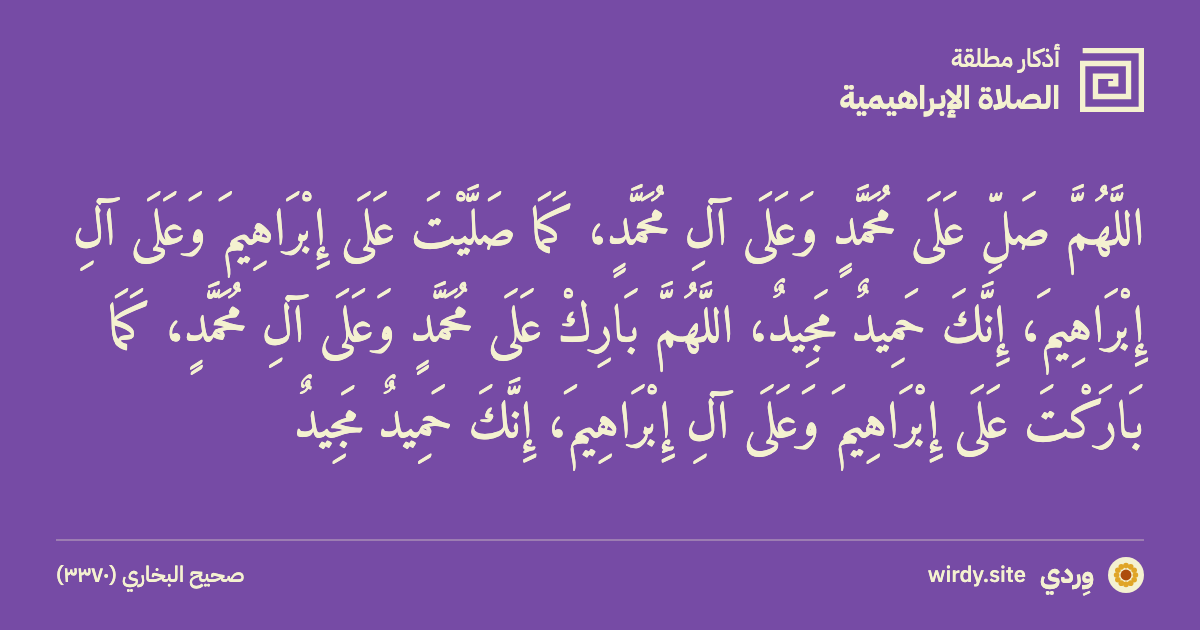 أذكار مطلقة
الصلاة الإبراهيمية
اللَّهُمَّ صَلِّ عَلَى مُحَمَّدٍ وَعَلَى آلِ مُحَمَّدٍ، كَمَا صَلَّيْتَ عَلَى إِبْرَاهِيمَ وَعَلَى آلِ
إِبْرَاهِيمَ، إِنَّكَ حَمِيدٌ مَجِيدٌ، اللَّهُمَّ بَارِكْ عَلَى مُحَمَّدٍ وَعَلَى آلِ مُحَمَّدٍ، كَمَا
بَارَكْتَ عَلَى إِبْرَاهِيمَ وَعَلَى آلِ إِبْرَاهِيمَ، إِنَّكَ حَمِيدٌ مَجِيدٌ
وِردي wirdy.site
صحيح البخاري (٣٣٧٠)